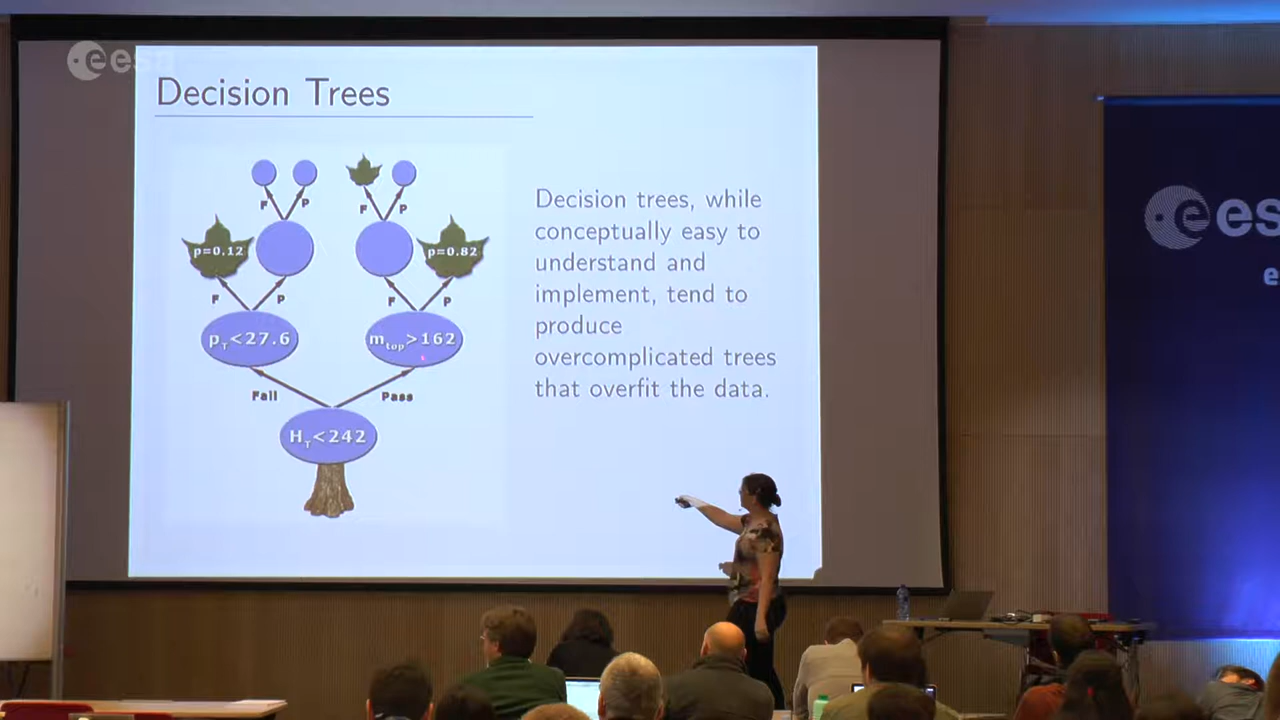 esa
Decision Trees
F P F P
p=0.12
p=0.82
F P F P
pT<27.6
mtop>162
Fail
Pass
HT<242
Decision trees, while
conceptually easy to
understand and
implement, tend to
produce
overcomplicated trees
that overfit the data.
es
e